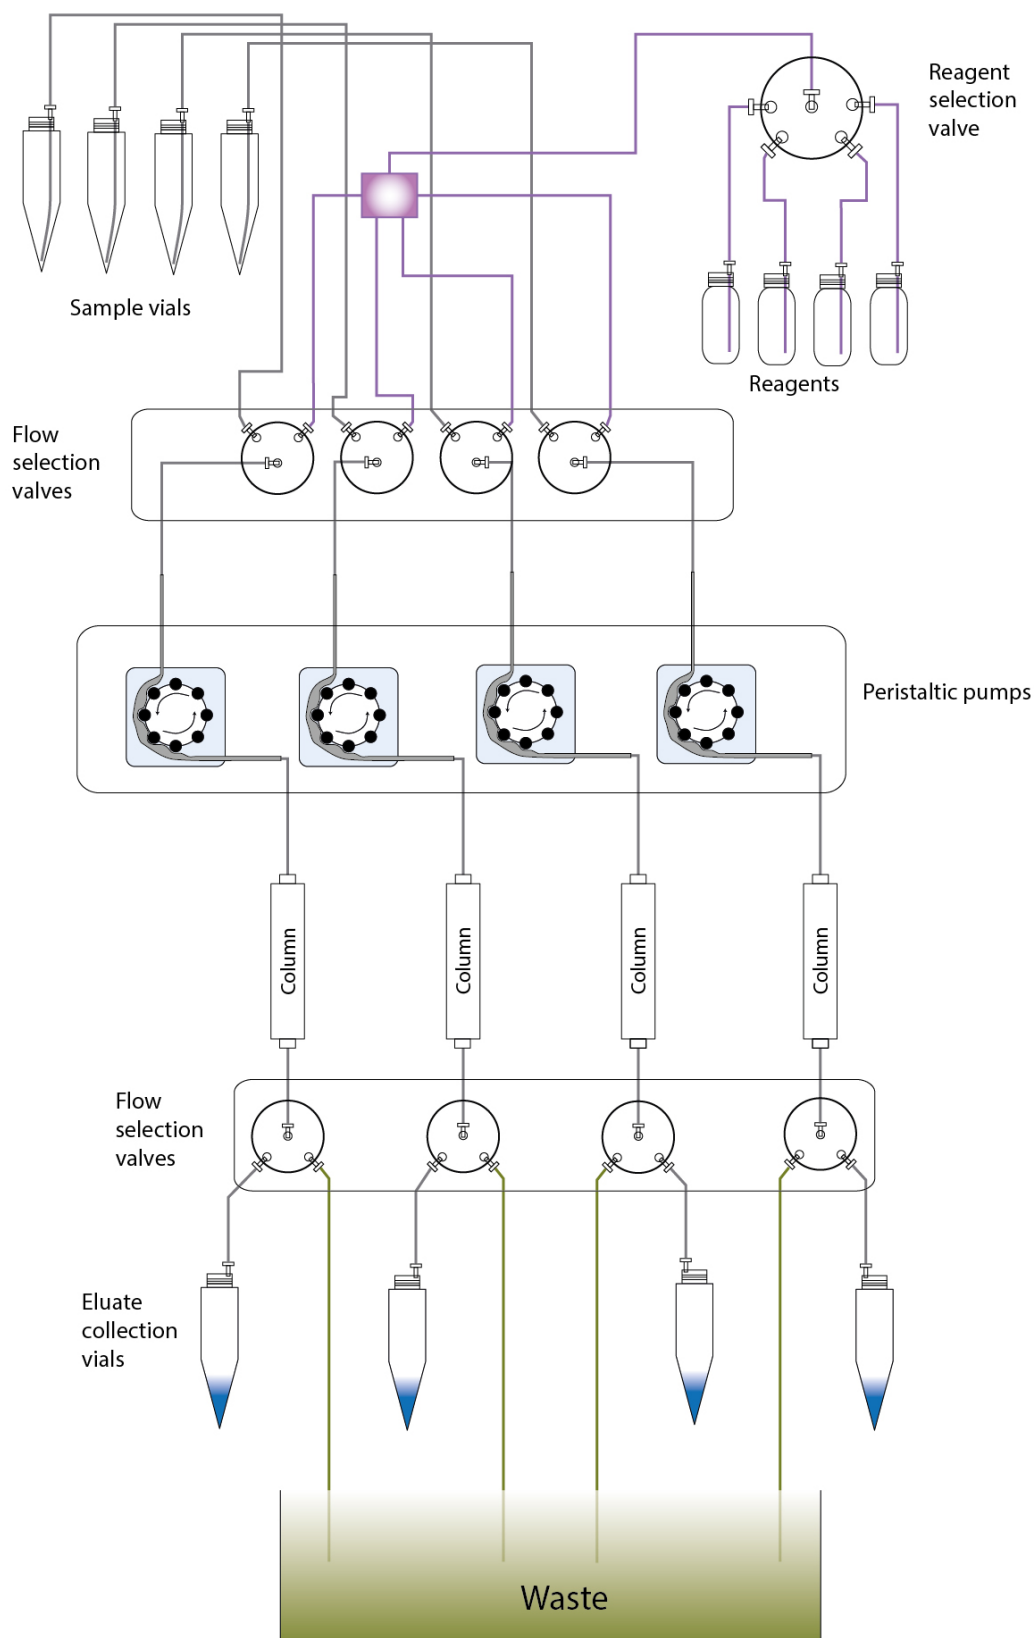 Reagent
selection
valve
Sample vials
Reagents
Flow
selection
valves
Peristaltic pumps
Column
Column
Column
Column
Flow
selection
valves
Eluate
collection
vials
Waste